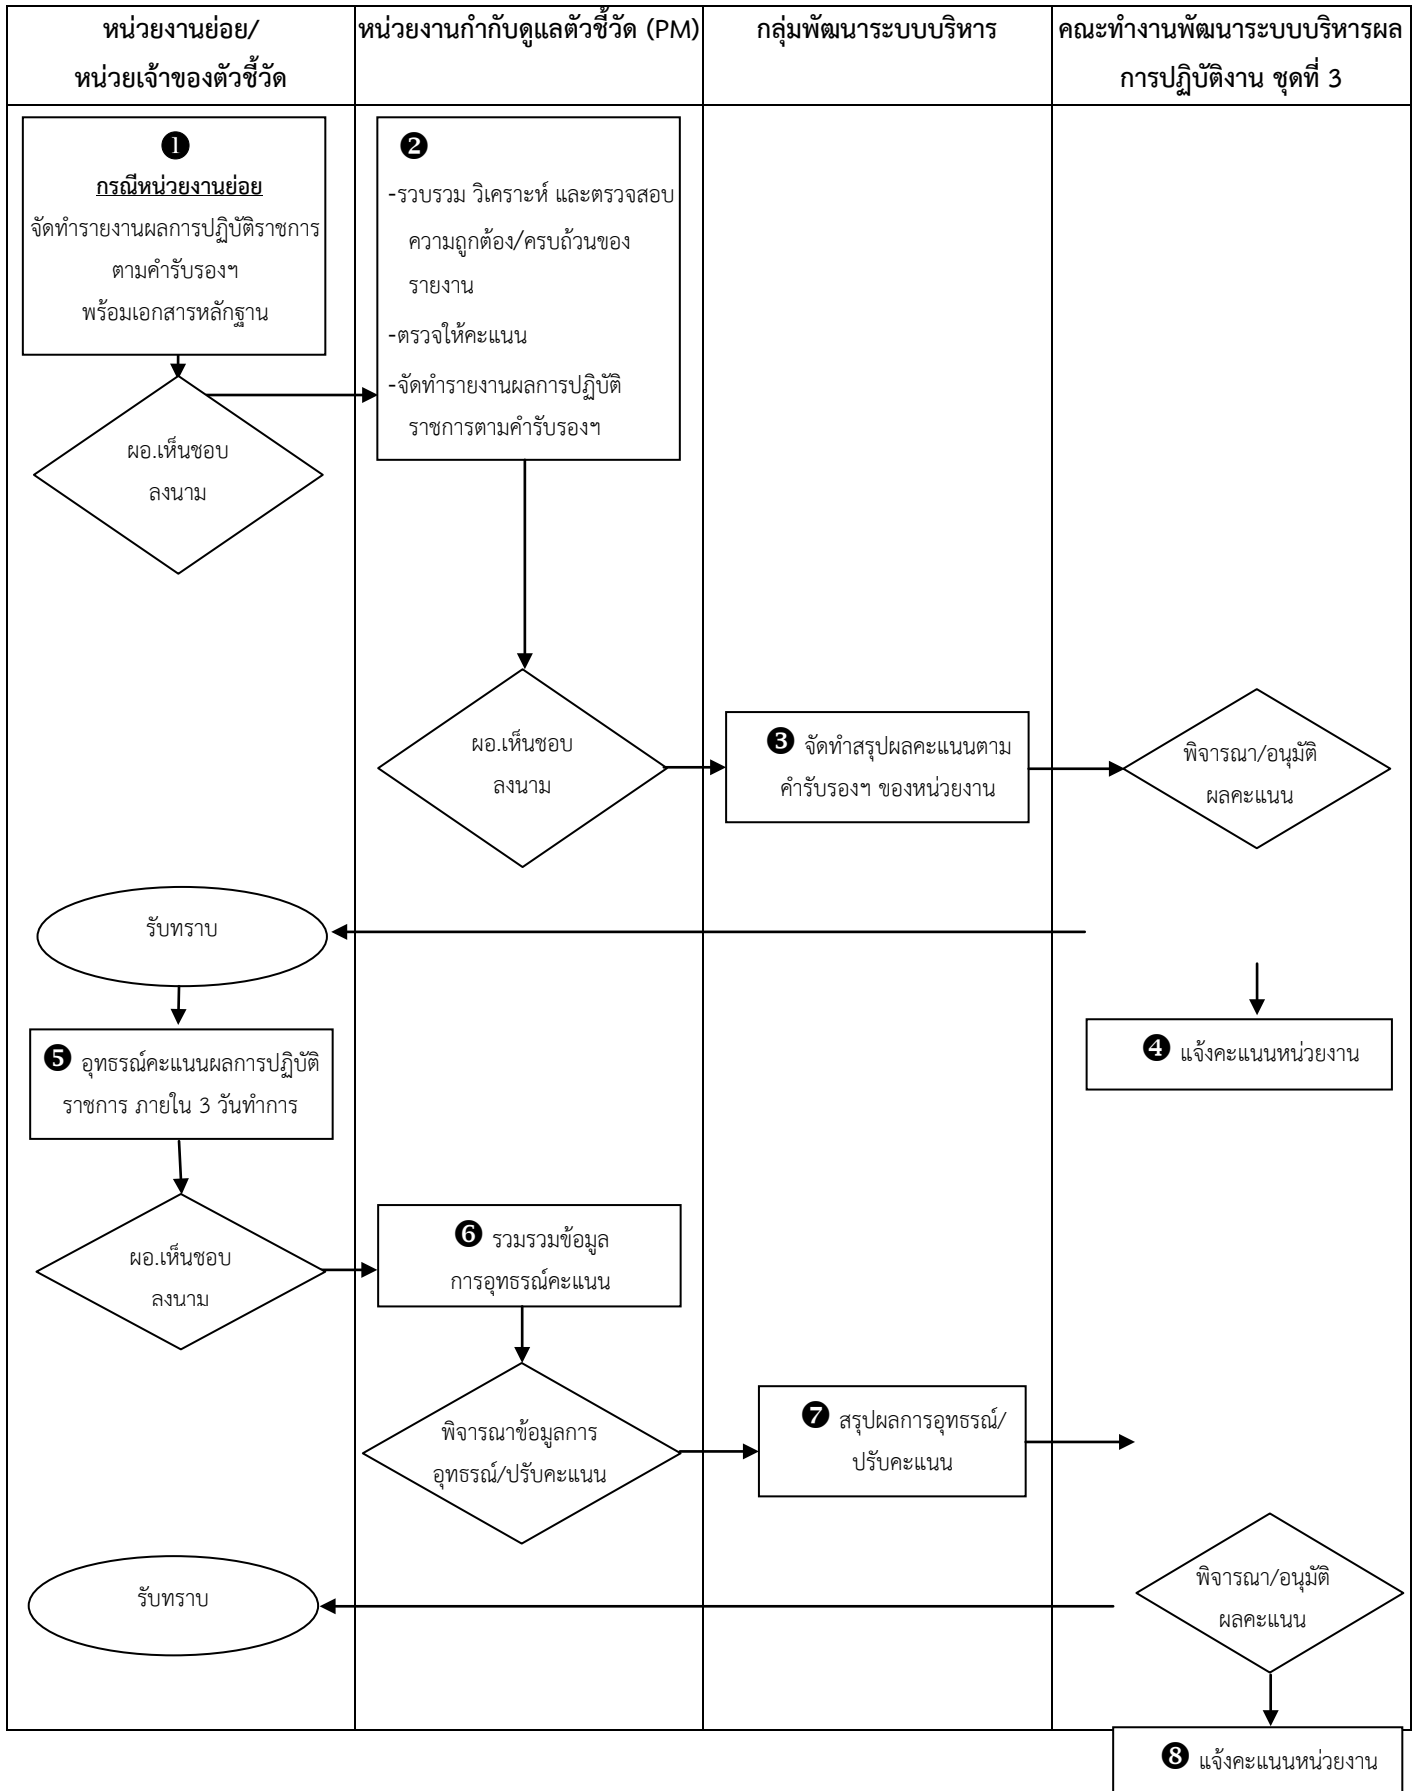 หน่วยงานย่อย/
หน่วยเจ้าของตัวชี้วัด
หน่วยงานกำกับดูแลตัวชี้วัด (PM)
กลุ่มพัฒนาระบบบริหาร
คณะทำงานพัฒนาระบบบริหารผล
การปฏิบัติงาน ชุดที่ 3
❶
กรณีหน่วยงานย่อย
จัดทำรายงานผลการปฏิบัติราชการ
ตามคำรับรองฯ
พร้อมเอกสารหลักฐาน
❷
-รวบรวม วิเคราะห์ และตรวจสอบ
ความถูกต้อง/ครบถ้วนของ
รายงาน
-ตรวจให้คะแนน
-จัดทำรายงานผลการปฏิบัติ
ราชการตามคำรับรองฯ
ผอ.เห็นชอบ
ลงนาม
ผอ.เห็นชอบ
ลงนาม
❸ จัดทำสรุปผลคะแนนตาม
คำรับรองฯ ของหน่วยงาน
พิจารณา/อนุมัติ
ผลคะแนน
รับทราบ
❹ แจ้งคะแนนหน่วยงาน
❺ อุทธรณ์คะแนนผลการปฏิบัติ
ราชการ ภายใน 3 วันทำการ
ผอ.เห็นชอบ
ลงนาม
❻ รวมรวมข้อมูล
การอุทธรณ์คะแนน
พิจารณาข้อมูลการ
อุทธรณ์/ปรับคะแนน
❼ สรุปผลการอุทธรณ์/
ปรับคะแนน
พิจารณา/อนุมัติ
ผลคะแนน
รับทราบ
❽ แจ้งคะแนนหน่วยงาน